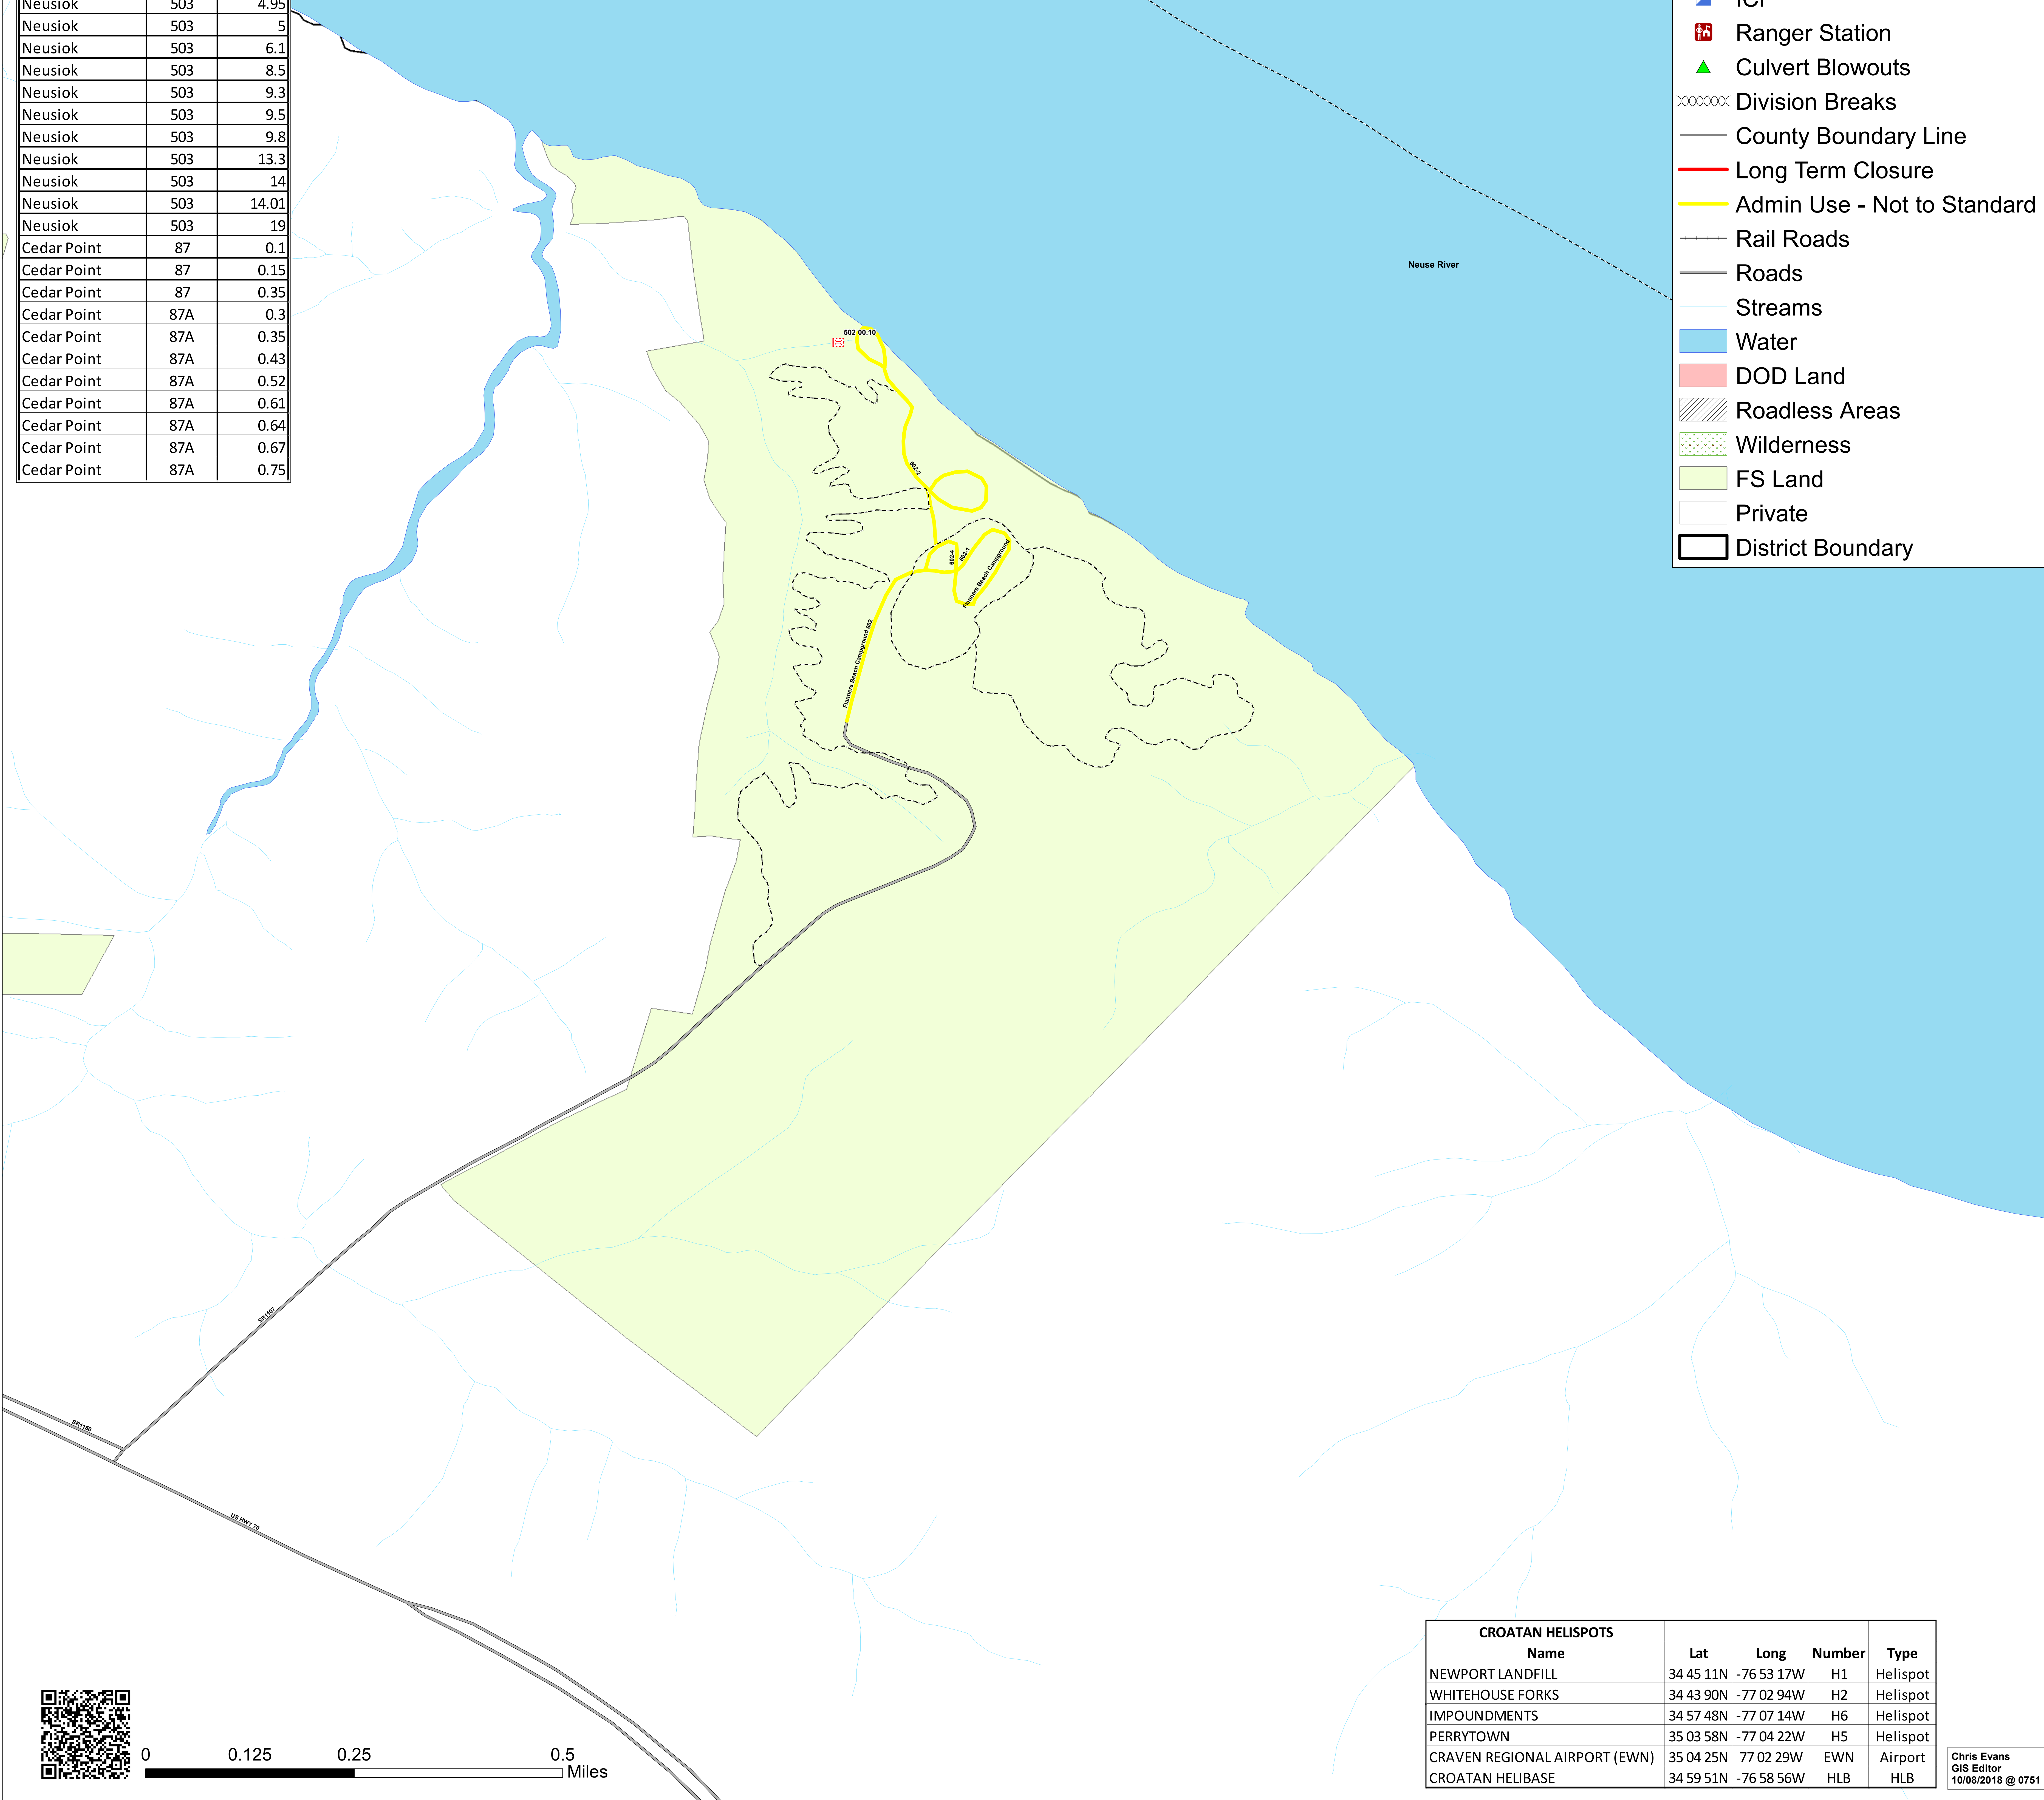 Neusiok 503 4.95
Neusiok 503 5
Neusiok 503 6.1
Neusiok 503 8.5
Neusiok 503 9.3
Neusiok 503 9.5
Neusiok 503 9.8
Neusiok 503 13.3
Neusiok 503 14
Neusiok 503 14.01
Neusiok 503 19
Cedar Point 87 0.1
Cedar Point 87 0.15
Cedar Point 87 0.35
Cedar Point 87A 0.3
Cedar Point 87A 0.35
Cedar Point 87A 0.43
Cedar Point 87A 0.52
Cedar Point 87A 0.61
Cedar Point 87A 0.64
Cedar Point 87A 0.67
Cedar Point 87A 0.75
ICP
Ranger Station
Culvert Blowouts
Division Breaks
County Boundary Line
Long Term Closure
Admin Use - Not to Standard
Rail Roads
Roads
Streams
Water
DOD Land
Roadless Areas
Wilderness
FS Land
Private
District Boundary
Neuse River
502 00.10
602-2
602-4
602-1
Flanners Beach Campground
Flanners Beach Campground 602
SR1107
SR1156
US HWY 70
0 0.125 0.25 0.5
Miles
CROATAN HELISPOTS
Name Lat Long Number Type
NEWPORT LANDFILL 34 45 11N -76 53 17W H1 Helispot
WHITEHOUSE FORKS 34 43 90N -77 02 94W H2 Helispot
IMPOUNDMENTS 34 57 48N -77 07 14W H6 Helispot
PERRYTOWN 35 03 58N -77 04 22W H5 Helispot
CRAVEN REGIONAL AIRPORT (EWN) 35 04 25N 77 02 29W EWN Airport
CROATAN HELIBASE 34 59 51N -76 58 56W HLB HLB
Chris Evans
GIS Editor
10/08/2018 @ 0751